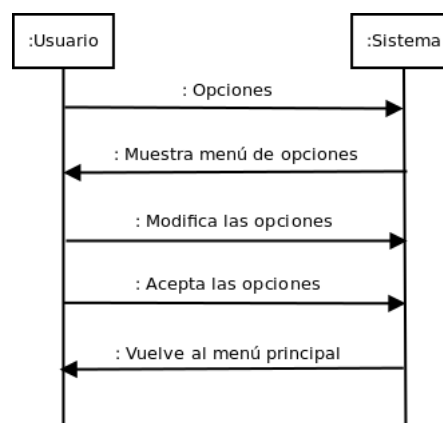 :Usuario
:Sistema
: Opciones
: Muestra menú de opciones
: Modifica las opciones
: Acepta las opciones
: Vuelve al menú principal